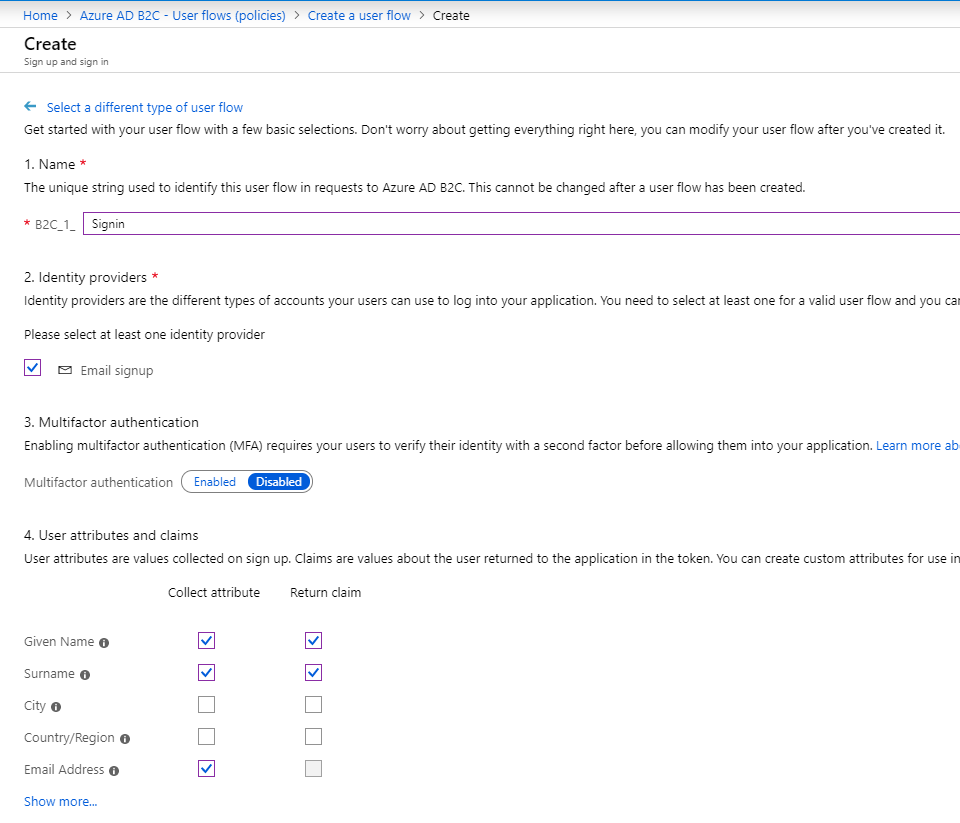 Home > Azure AD B2C - User flows (policies) > Create a user flow > Create
Create
Sign up and sign in
← Select a different type of user flow
Get started with your user flow with a few basic selections. Don't worry about getting everything right here, you can modify your user flow after you've created it.
1. Name *
The unique string used to identify this user flow in requests to Azure AD B2C. This cannot be changed after a user flow has been created.
* B2C_1_ Signin
2. Identity providers *
Identity providers are the different types of accounts your users can use to log into your application. You need to select at least one for a valid user flow and you can
Please select at least one identity provider
Email signup
3. Multifactor authentication
Enabling multifactor authentication (MFA) requires your users to verify their identity with a second factor before allowing them into your application. Learn more ab
Multifactor authentication Enabled Disabled
4. User attributes and claims
User attributes are values collected on sign up. Claims are values about the user returned to the application in the token. You can create custom attributes for use in
Collect attribute Return claim
Given Name
Surname
City
Country/Region
Email Address
Show more...